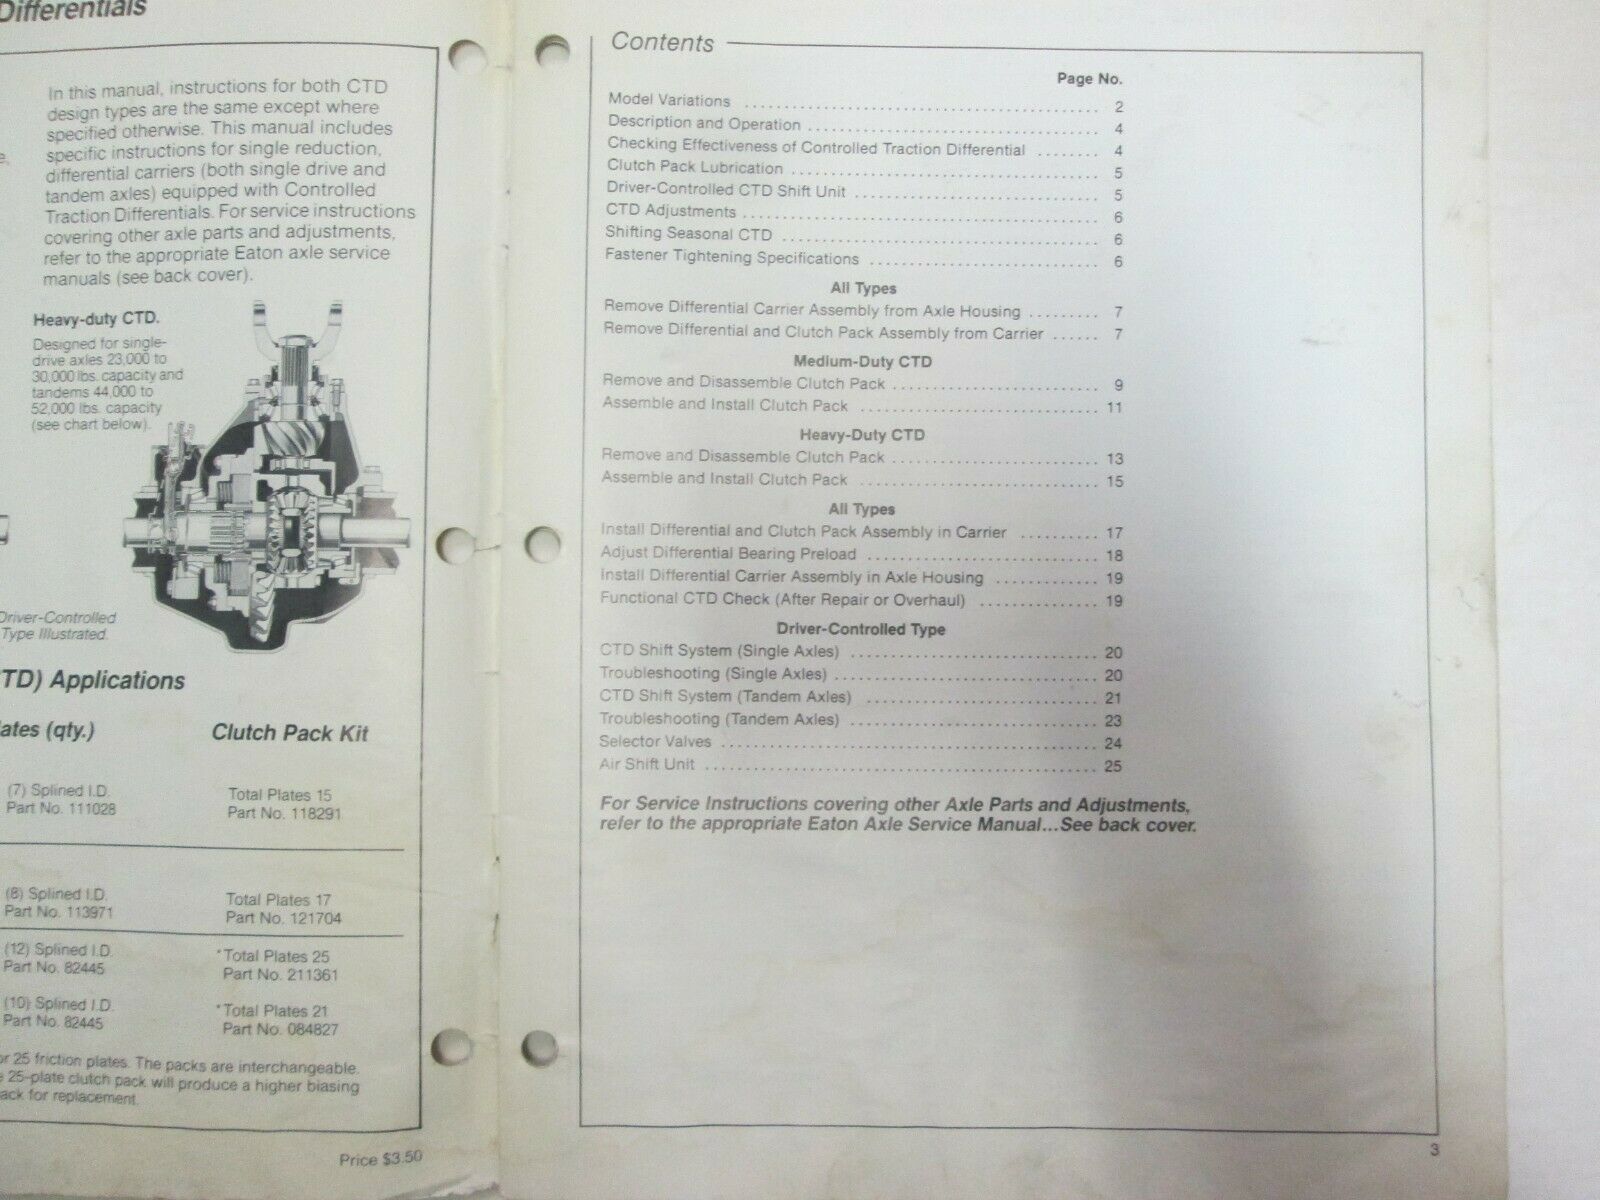 Differentials
In this manual, instructions for both CTD
design types are the same except where
specified otherwise. This manual includes
specific instructions for single reduction,
differential carriers (both single drive and
tandem axles) equipped with Controlled
Traction Differentials. For service instructions
covering other axle parts and adjustments,
refer to the appropriate Eaton axle service
manuals (see back cover).
Heavy-duty CTD.
Designed for single-
drive axles 23,000 to
30,000 lbs. capacity and
tandems 44,000 to
52,000 lbs. capacity
(see chart below).
Driver-Controlled
Type Illustrated.
TD) Applications
ates (qty.) Clutch Pack Kit
(7) Splined I.D. Total Plates 15
Part No. 111028 Part No. 118291
(8) Splined I.D. Total Plates 17
Part No. 113971 Part No. 121704
(12) Splined I.D. *Total Plates 25
Part No. 82445 Part No. 211361
(10) Splined I.D. *Total Plates 21
Part No. 82445 Part No. 084827
or 25 friction plates. The packs are interchangeable.
e 25-plate clutch pack will produce a higher biasing
ack for replacement.
Price $3.50
Contents
Page No.
Model Variations 2
Description and Operation 4
Checking Effectiveness of Controlled Traction Differential 4
Clutch Pack Lubrication 5
Driver-Controlled CTD Shift Unit 5
CTD Adjustments 6
Shifting Seasonal CTD 6
Fastener Tightening Specifications 6
All Types
Remove Differential Carrier Assembly from Axle Housing 7
Remove Differential and Clutch Pack Assembly from Carrier 7
Medium-Duty CTD
Remove and Disassemble Clutch Pack 9
Assemble and Install Clutch Pack 11
Heavy-Duty CTD
Remove and Disassemble Clutch Pack 13
Assemble and Install Clutch Pack 15
All Types
Install Differential and Clutch Pack Assembly in Carrier 17
Adjust Differential Bearing Preload 18
Install Differential Carrier Assembly in Axle Housing 19
Functional CTD Check (After Repair or Overhaul) 19
Driver-Controlled Type
CTD Shift System (Single Axles) 20
Troubleshooting (Single Axles) 20
CTD Shift System (Tandem Axles) 21
Troubleshooting (Tandem Axles) 23
Selector Valves 24
Air Shift Unit 25
For Service Instructions covering other Axle Parts and Adjustments,
refer to the appropriate Eaton Axle Service Manual...See back cover.
3